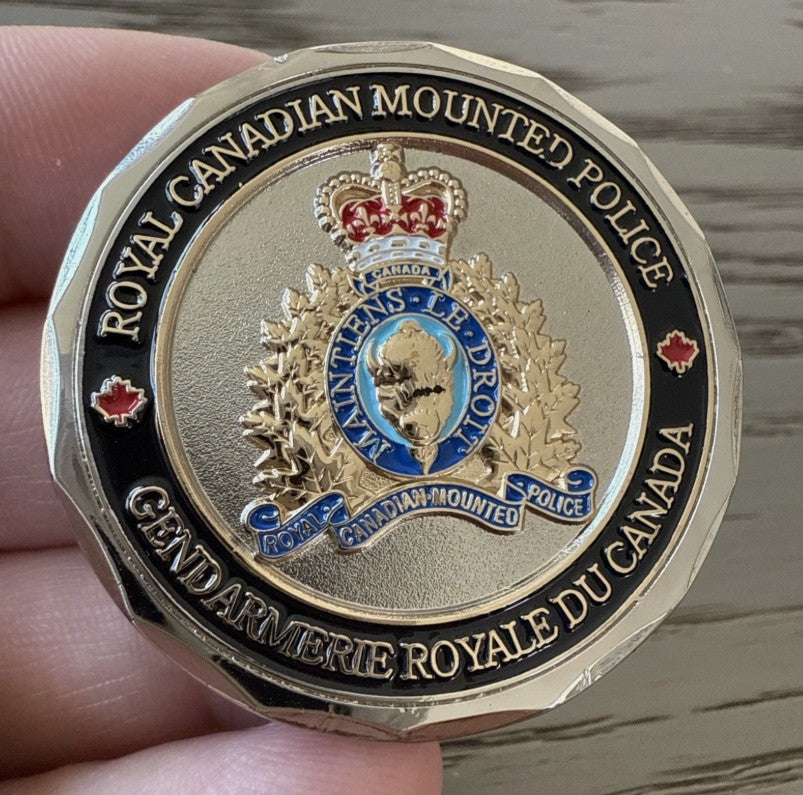 ROYAL CANADIAN MOUNTED POLICE
CANADA
MAINTIENS·LE·DROIT
ROYAL·CANADIAN·MOUNTED POLICE
GENDARMERIE ROYALE DU CANADA